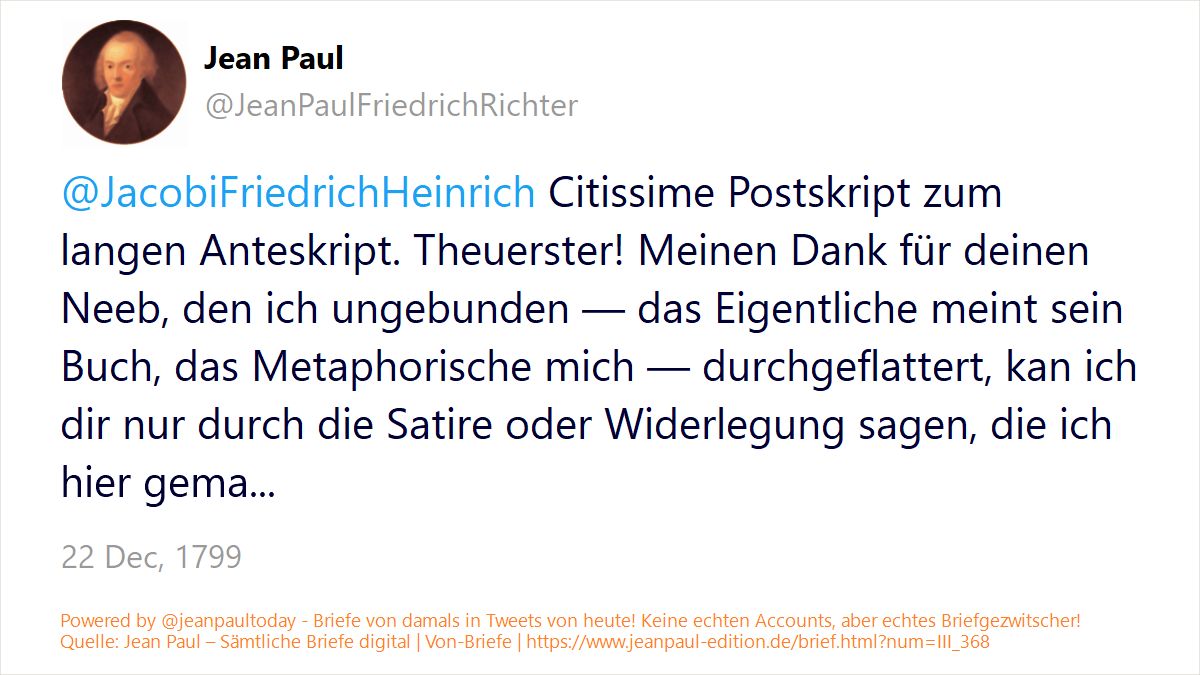 Jean Paul
@JeanPaulFriedrichRichter
@JacobiFriedrichHeinrich Citissime Postskript zum
langen Anteskript. Theuerster! Meinen Dank für deinen
Neeb, den ich ungebunden — das Eigentliche meint sein
Buch, das Metaphorische mich — durchgeflattert, kan ich
dir nur durch die Satire oder Widerlegung sagen, die ich
hier gema...
22 Dec, 1799
Powered by @jeanpaultoday - Briefe von damals in Tweets von heute! Keine echten Accounts, aber echtes Briefgezwitscher!
Quelle: Jean Paul – Sämtliche Briefe digital | Von-Briefe | https://www.jeanpaul-edition.de/brief.html?num=III_368